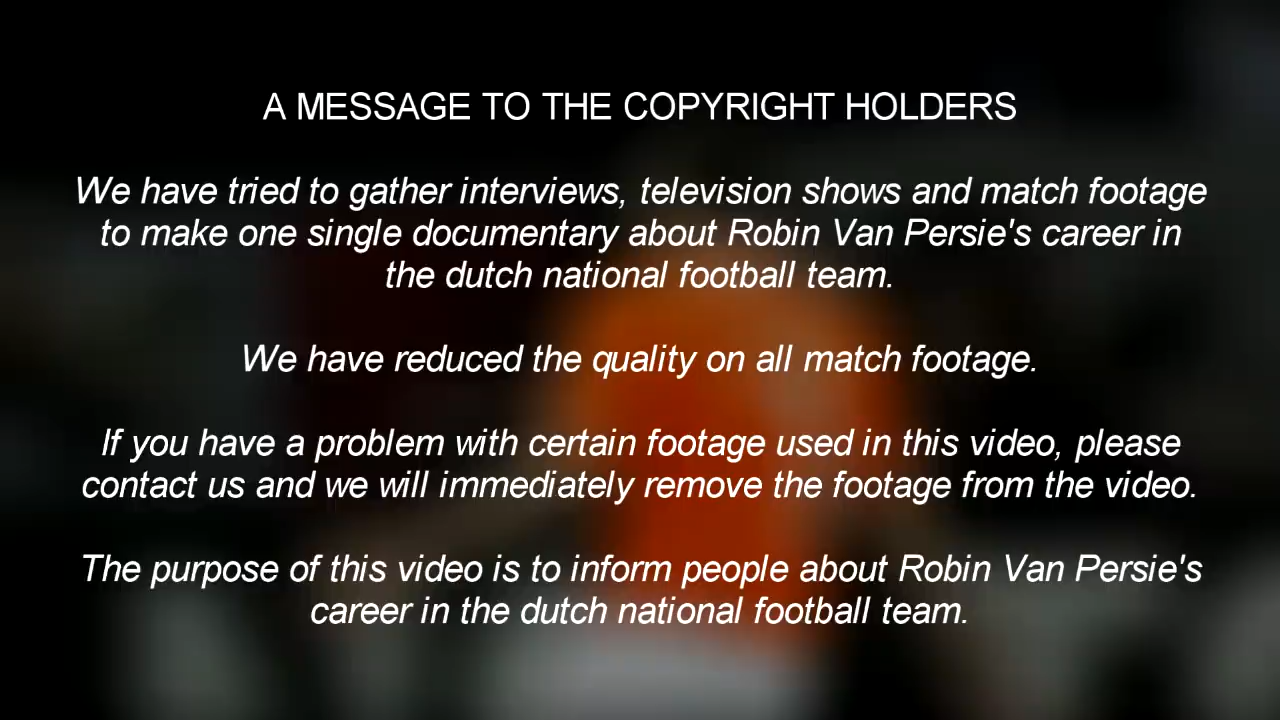 A MESSAGE TO THE COPYRIGHT HOLDERS
We have tried to gather interviews, television shows and match footage
to make one single documentary about Robin Van Persie's career in
the dutch national football team.
We have reduced the quality on all match footage.
If you have a problem with certain footage used in this video, please
contact us and we will immediately remove the footage from the video.
The purpose of this video is to inform people about Robin Van Persie's
career in the dutch national football team.